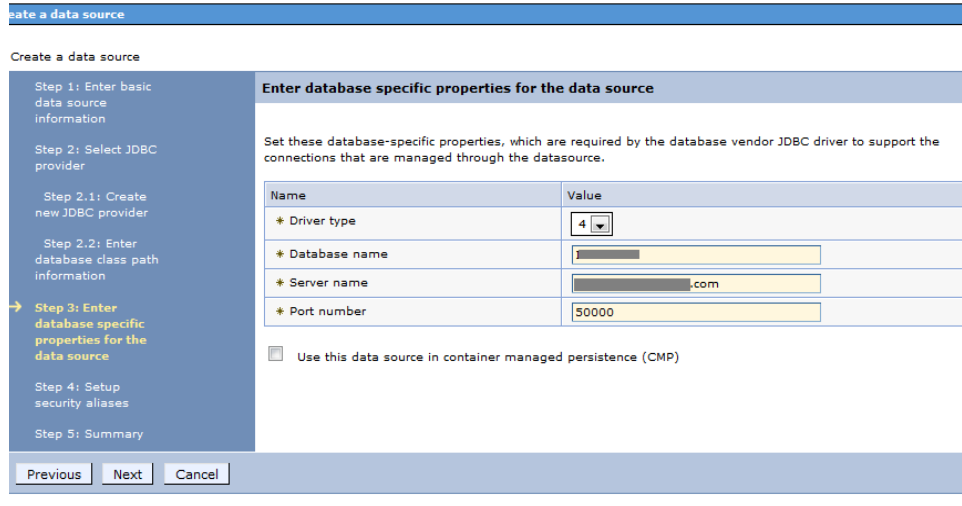 eate a data source
Create a data source
Step 1: Enter basic
data source
information
Step 2: Select JDBC
provider
Step 2.1: Create
new JDBC provider
Step 2.2: Enter
database class path
information
Step 3: Enter
database specific
properties for the
data source
Step 4: Setup
security aliases
Step 5: Summary
Enter database specific properties for the data source
Set these database-specific properties, which are required by the database vendor JDBC driver to support the
connections that are managed through the datasource.
Name Value
* Driver type 4
* Database name
* Server name .com
* Port number 50000
Use this data source in container managed persistence (CMP)
Previous Next Cancel